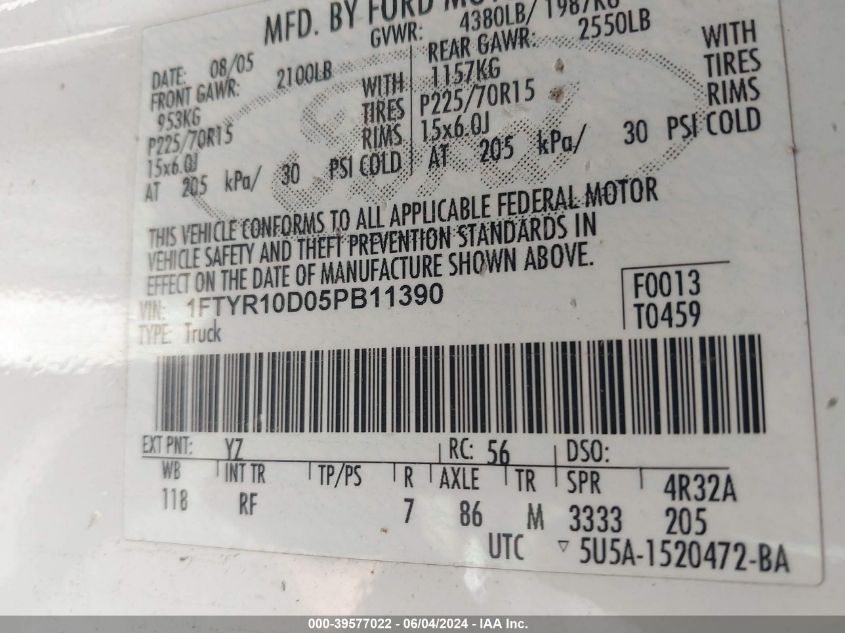 MFD. BY FORD MOT
GVWR: 4380LB/ 1987KG
DATE: 08/05
FRONT GAWR: 2100LB
953KG WITH
P225/70R15 TIRES
15x6.0J RIMS
AT 205 kPa/ 30 PSI COLD
REAR GAWR: 2550LB
1157KG WITH
P225/70R15 TIRES
15x6.0J RIMS
AT 205 kPa/ 30 PSI COLD
THIS VEHICLE CONFORMS TO ALL APPLICABLE FEDERAL MOTOR
VEHICLE SAFETY AND THEFT PREVENTION STANDARDS IN
EFFECT ON THE DATE OF MANUFACTURE SHOWN ABOVE.
VIN: 1FTYR10D05PB11390
TYPE: Truck
F0013
T0459
EXT PNT: YZ RC: 56 DSO:
WB INT TR TP/PS R AXLE TR SPR 4R32A
118 RF 7 86 M 3333 205
UTC ▽ 5U5A-1520472-BA
000-39577022 - 06/04/2024 - IAA Inc.